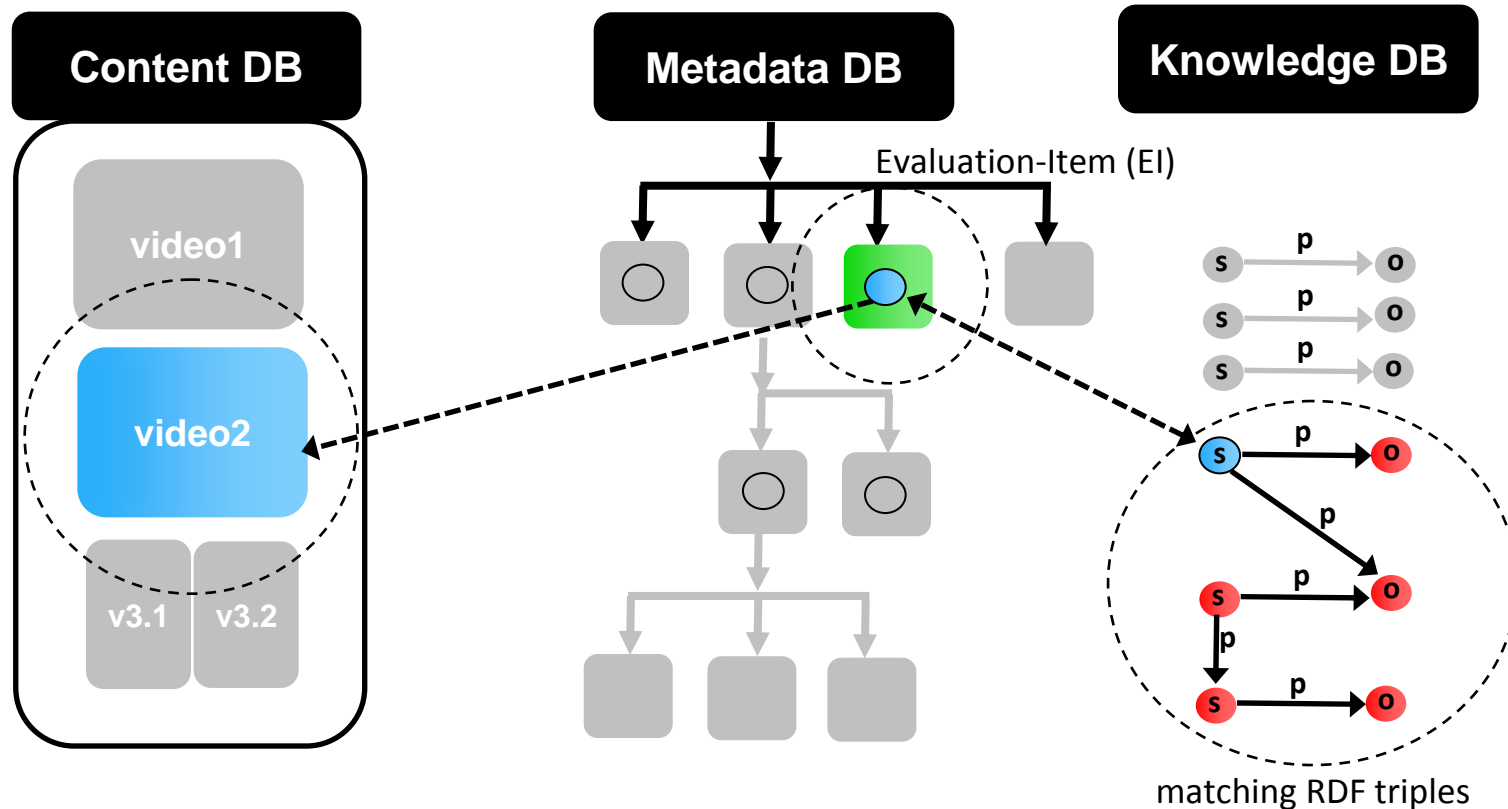 Content DB
Metadata DB
Knowledge DB
Evaluation-Item (EI)
video1
video2
v3.1 v3.2
p
s o
p
s o
p
s o
p
s o
p
p
s o
p
p
s o
matching RDF triples